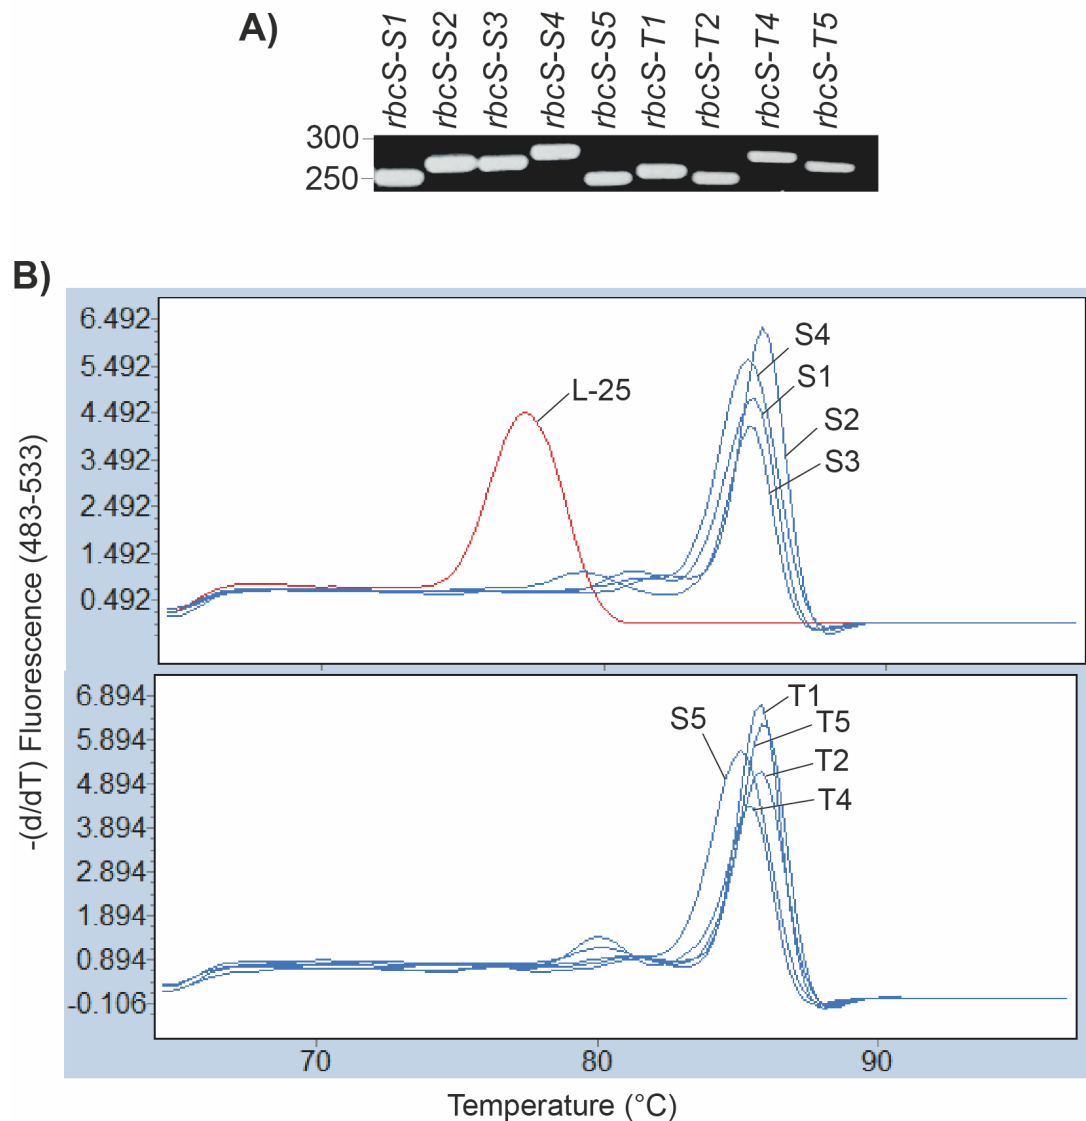 A)
rbcS-S1
rbcS-S2
rbcS-S3
rbcS-S4
rbcS-S5
rbcS-T1
rbcS-T2
rbcS-T4
rbcS-T5
300
250
B)
6.492
5.492
4.492
3.492
2.492
1.492
0.492
L-25
S4
S1
S2
S3
-(d/dT) Fluorescence (483-533)
6.894
5.894
4.894
3.894
2.894
1.894
0.894
-0.106
S5
T1
T5
T2
T4
70 80 90
Temperature (°C)